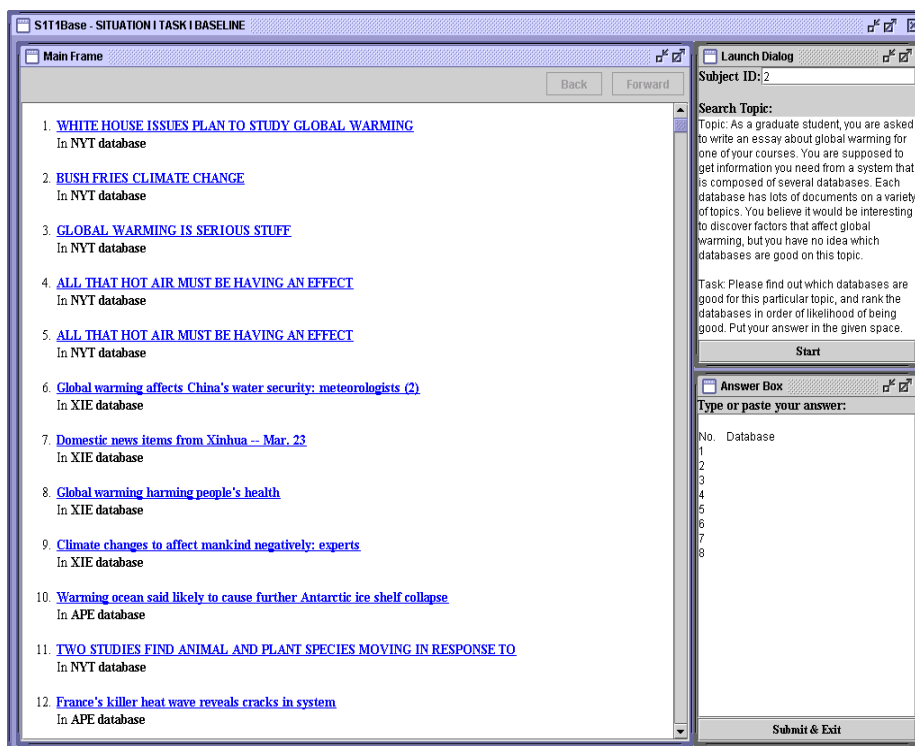 S1T1Base - SITUATION I TASK I BASELINE
Main Frame
Back Forward
1. WHITE HOUSE ISSUES PLAN TO STUDY GLOBAL WARMING
In NYT database
2. BUSH FRIES CLIMATE CHANGE
In NYT database
3. GLOBAL WARMING IS SERIOUS STUFF
In NYT database
4. ALL THAT HOT AIR MUST BE HAVING AN EFFECT
In NYT database
5. ALL THAT HOT AIR MUST BE HAVING AN EFFECT
In NYT database
6. Global warming affects China's water security: meteorologists (2)
In XIE database
7. Domestic news items from Xinhua -- Mar. 23
In XIE database
8. Global warming harming people's health
In XIE database
9. Climate changes to affect mankind negatively: experts
In XIE database
10. Warming ocean said likely to cause further Antarctic ice shelf collapse
In APE database
11. TWO STUDIES FIND ANIMAL AND PLANT SPECIES MOVING IN RESPONSE TO
In NYT database
12. France's killer heat wave reveals cracks in system
In APE database
Launch Dialog
Subject ID: 2
Search Topic:
Topic: As a graduate student, you are asked
to write an essay about global warming for
one of your courses. You are supposed to
get information you need from a system that
is composed of several databases. Each
database has lots of documents on a variety
of topics. You believe it would be interesting
to discover factors that affect global
warming, but you have no idea which
databases are good on this topic.
Task: Please find out which databases are
good for this particular topic, and rank the
databases in order of likelihood of being
good. Put your answer in the given space.
Start
Answer Box
Type or paste your answer:
No. Database
1
2
3
4
5
6
7
8
Submit & Exit